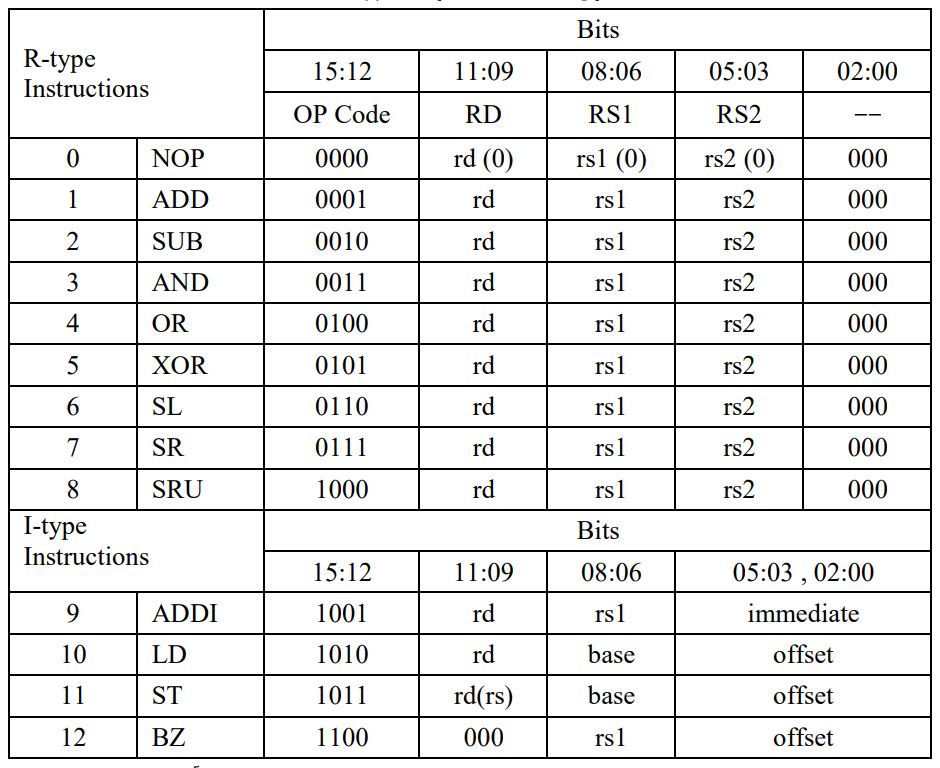 R-type Instructions Bits
15:12 11:09 08:06 05:03 02:00
OP Code RD RS1 RS2 −−
0 NOP 0000 rd (0) rs1 (0) rs2 (0) 000
1 ADD 0001 rd rs1 rs2 000
2 SUB 0010 rd rs1 rs2 000
3 AND 0011 rd rs1 rs2 000
4 OR 0100 rd rs1 rs2 000
5 XOR 0101 rd rs1 rs2 000
6 SL 0110 rd rs1 rs2 000
7 SR 0111 rd rs1 rs2 000
8 SRU 1000 rd rs1 rs2 000
I-type Instructions Bits
15:12 11:09 08:06 05:03 , 02:00
9 ADDI 1001 rd rs1 immediate
10 LD 1010 rd base offset
11 ST 1011 rd(rs) base offset
12 BZ 1100 000 rs1 offset